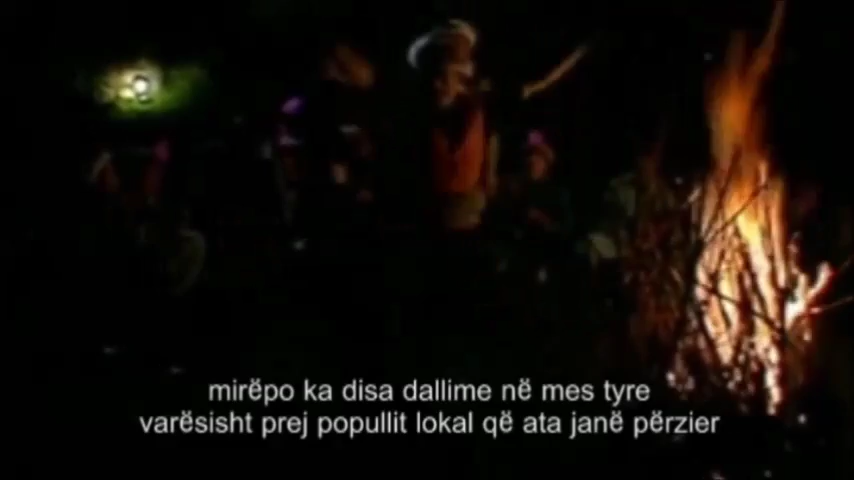 mirëpo ka disa dallime në mes tyre
varësisht prej popullit lokal që ata janë përzier